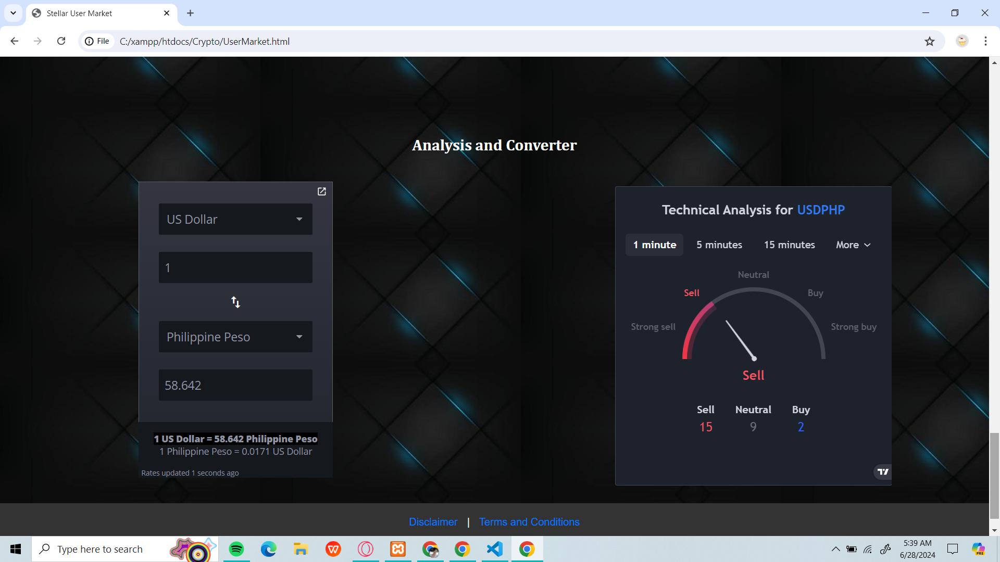 Stellar User Market
File
C:/xampp/htdocs/Crypto/UserMarket.html
Analysis and Converter
US Dollar
1
Philippine Peso
58.642
1 US Dollar = 58.642 Philippine Peso
1 Philippine Peso = 0.0171 US Dollar
Rates updated 1 seconds ago
Technical Analysis for USDPHP
1 minute 5 minutes 15 minutes More
Neutral
Sell Buy
Strong sell Strong buy
Sell
Sell Neutral Buy
15 9 2
Disclaimer | Terms and Conditions
Type here to search
5:39 AM
6/28/2024
PRE